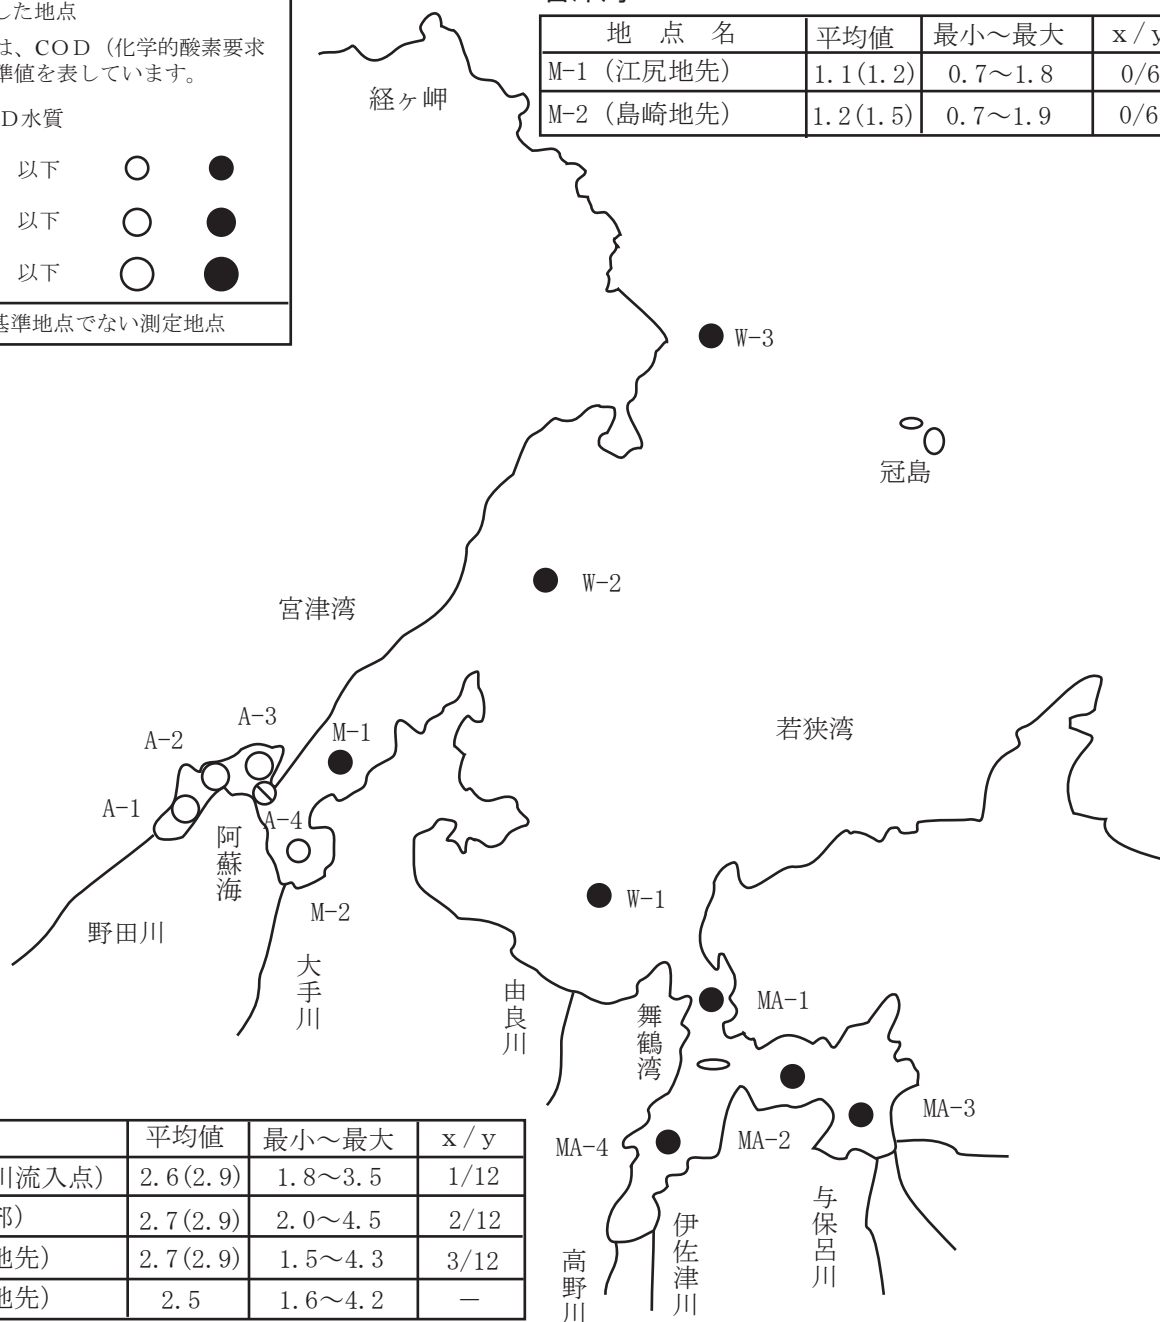 した地点
は、COD（化学的酸素要求
準値を表しています。
D水質
以下
以下
以下
基準地点でない測定地点
地 点 名 平均値 最小～最大 x/y
M-1（江尻地先） 1.1(1.2) 0.7～1.8 0/6
M-2（島崎地先） 1.2(1.5) 0.7～1.9 0/6
経ヶ岬
W-3
冠島
W-2
宮津湾
若狭湾
A-3
M-1
A-2
A-1
A-4
阿蘇海
W-1
M-2
野田川
大手川
由良川
舞鶴湾
MA-1
MA-3
MA-2
MA-4
与保呂川
伊佐津川
高野川
平均値 最小～最大 x/y
川流入点） 2.6(2.9) 1.8～3.5 1/12
部） 2.7(2.9) 2.0～4.5 2/12
地先） 2.7(2.9) 1.5～4.3 3/12
地先） 2.5 1.6～4.2 －